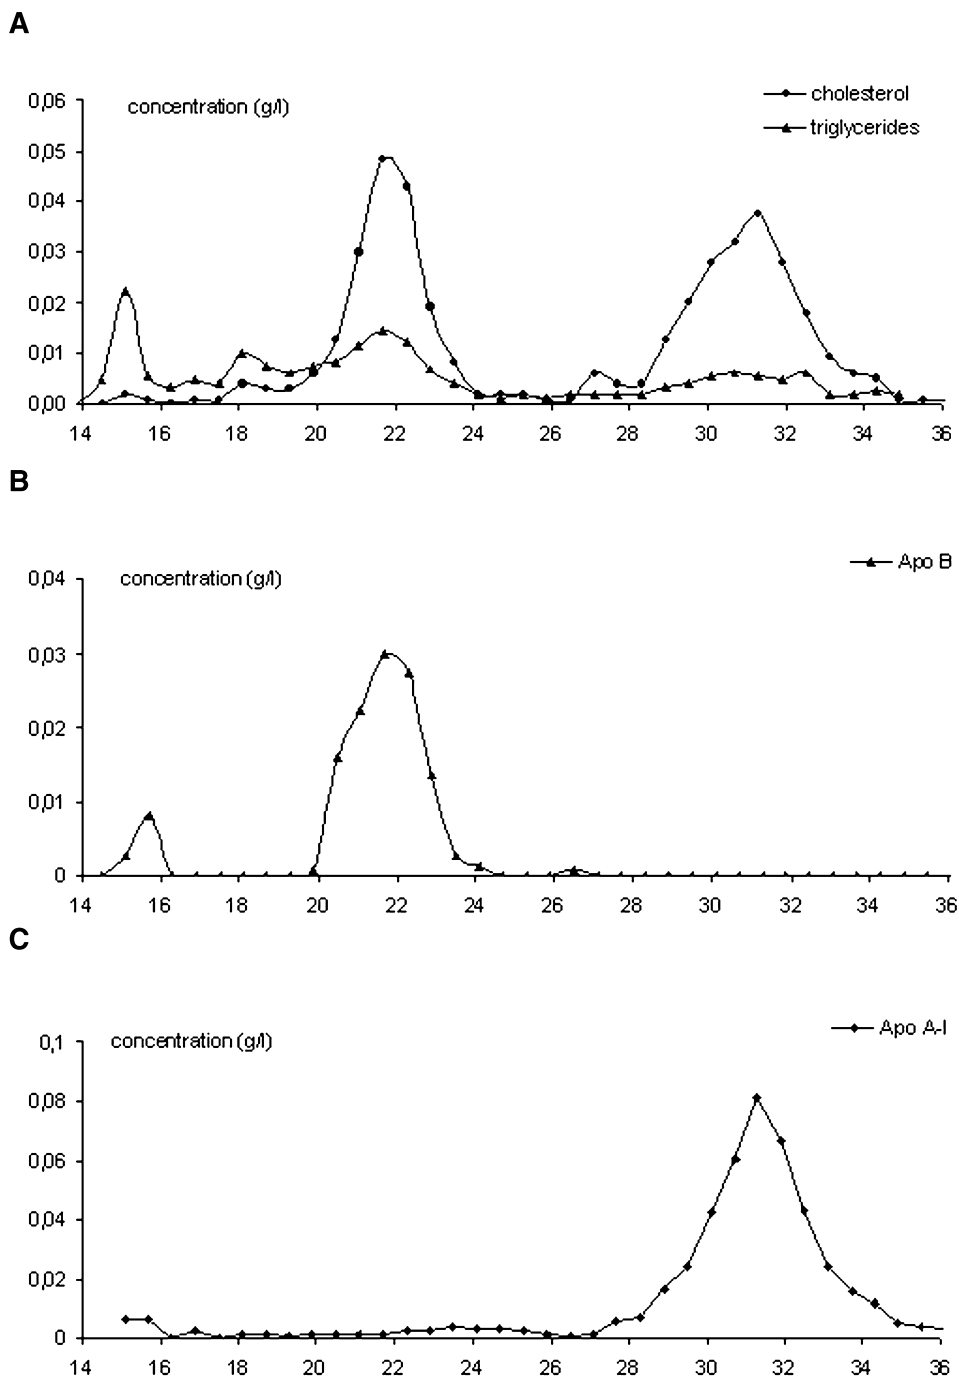 A
concentration (g/l)
cholesterol
triglycerides
0,06
0,05
0,04
0,03
0,02
0,01
0,00
14 16 18 20 22 24 26 28 30 32 34 36
B
concentration (g/l)
Apo B
0,04
0,03
0,02
0,01
0
14 16 18 20 22 24 26 28 30 32 34 36
C
concentration (g/l)
Apo A-I
0,1
0,08
0,06
0,04
0,02
0
14 16 18 20 22 24 26 28 30 32 34 36